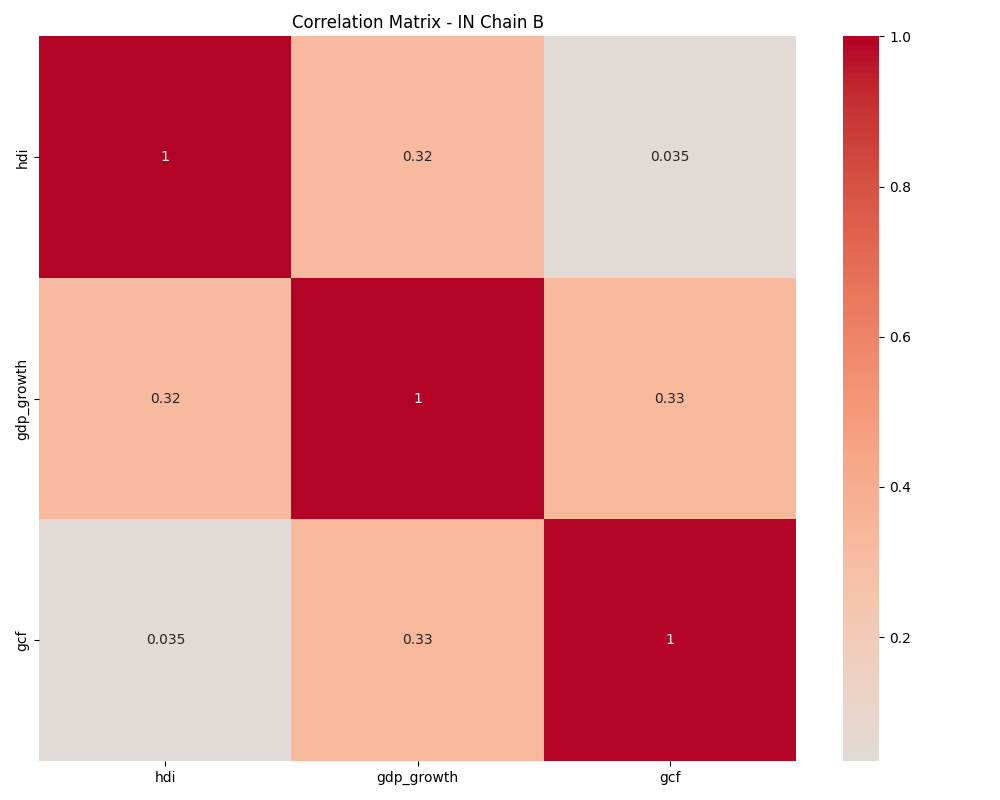 Correlation Matrix - IN Chain B
hdi
1
0.32
0.035
gdp_growth
0.32
1
0.33
gcf
0.035
0.33
1
hdi
gdp_growth
gcf
1.0
0.8
0.6
0.4
0.2